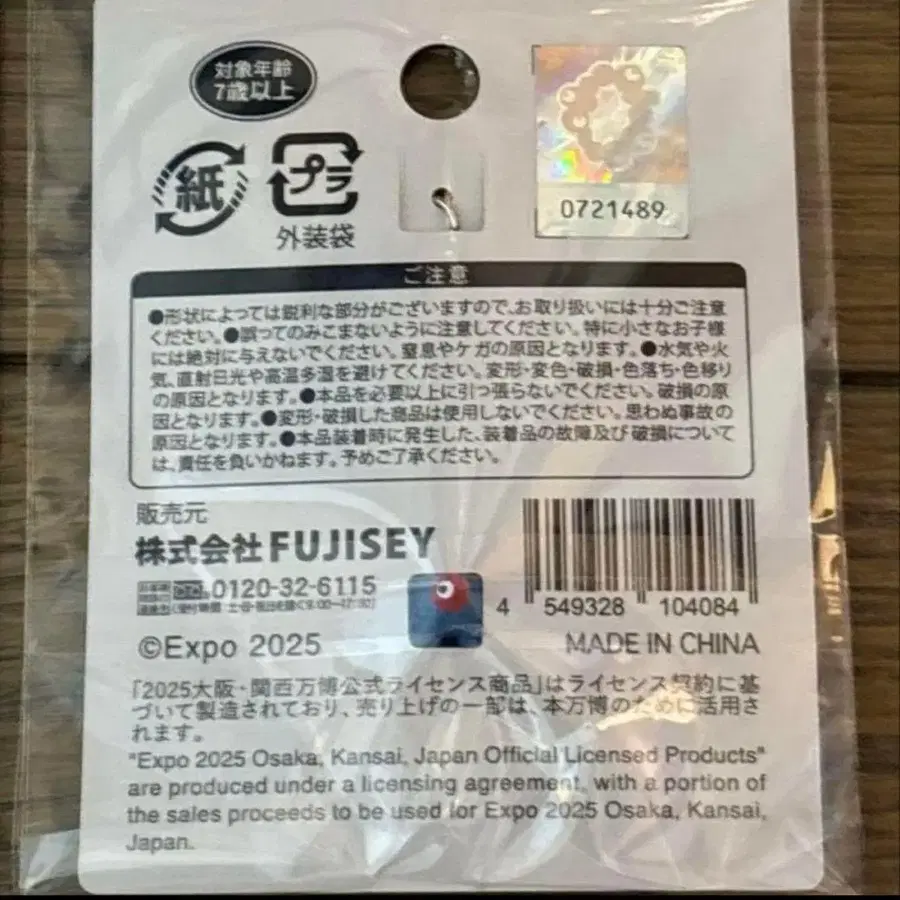 対象年齢
7歳以上
紙
プラ
外装袋
0721489
ご注意
●形状によっては鋭利な部分がございますので、お取り扱いには十分ご注意
ください。●誤ってのみこまないように注意してください。特に小さなお子様
には絶対に与えないでください。窒息やケガの原因となります。●水気や火
気、直射日光や高温多湿を避けてください。変形・変色・破損・色落ち・色移り
の原因となります。●本品を必要以上に引っ張らないでください。破損の原
因となります。●変形・破損した商品は使用しないでください。思わぬ事故の
原因となります。●本品装着時に発生した、装着品の故障及び破損について
は、責任を負いかねます。予めご了承ください。
販売元
株式会社FUJISEY
0120-32-6115
©Expo 2025
4 549328 104084
MADE IN CHINA
「2025大阪・関西万博公式ライセンス商品」はライセンス契約に基
づいて製造されており、売り上げの一部は、本万博のために活用さ
れます。
"Expo 2025 Osaka, Kansai, Japan Official Licensed Products"
are produced under a licensing agreement, with a portion of
the sales proceeds to be used for Expo 2025 Osaka, Kansai,
Japan.